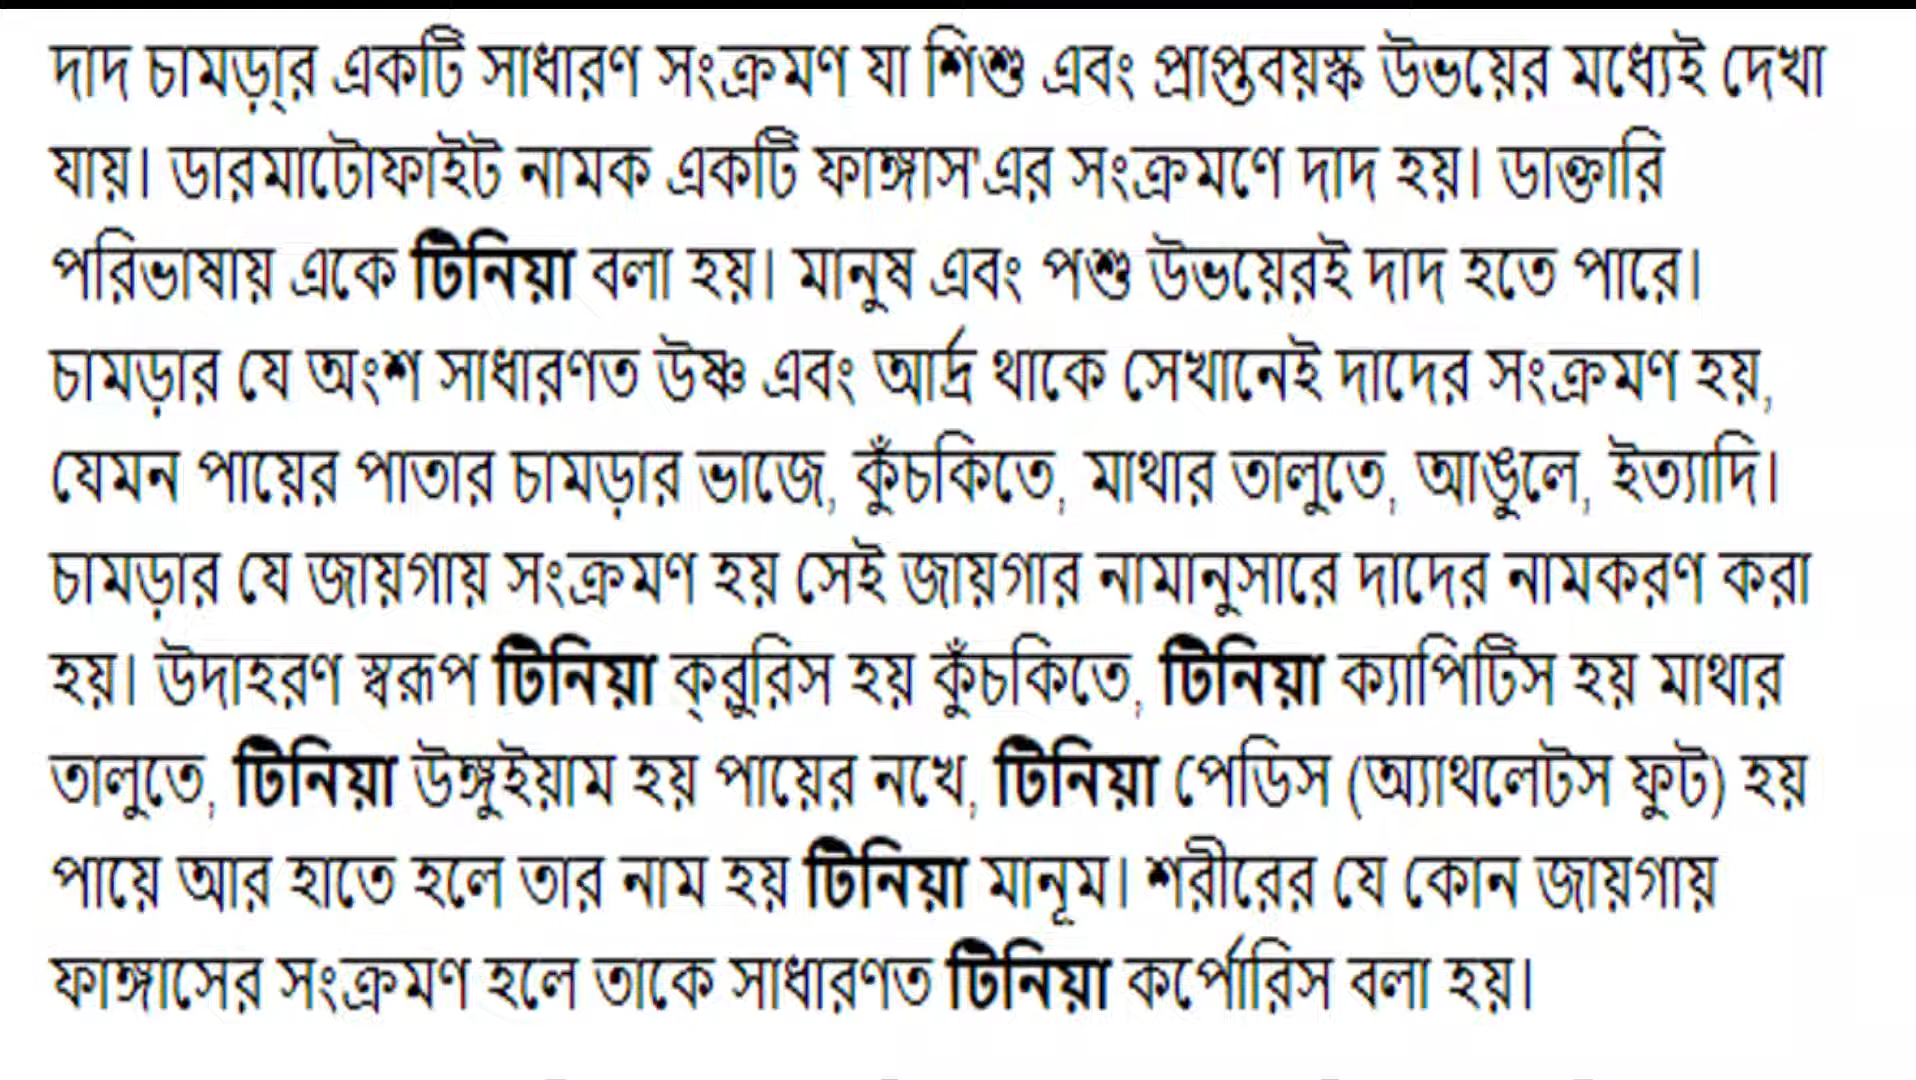 দাদ চামড়া্র একটি সাধারণ সংক্রমণ যা শিশু এবং প্রাপ্তবয়স্ক উভয়ের মধ্যেই দেখা
যায়। ডারমাটোফাইট নামক একটি ফাঙ্গাস'এর সংক্রমণে দাদ হয়। ডাক্তারি
পরিভাষায় একে টিনিয়া বলা হয়। মানুষ এবং পশু উভয়েরই দাদ হতে পারে।
চামড়ার যে অংশ সাধারণত উষ্ণ এবং আর্দ্র থাকে সেখানেই দাদের সংক্রমণ হয়,
যেমন পায়ের পাতার চামড়ার ভাজে, কুঁচকিতে, মাথার তালুতে, আঙুলে, ইত্যাদি।
চামড়ার যে জায়গায় সংক্রমণ হয় সেই জায়গার নামানুসারে দাদের নামকরণ করা
হয়। উদাহরণ স্বরূপ টিনিয়া ক্‌রুরিস হয় কুঁচকিতে, টিনিয়া ক্যাপিটিস হয় মাথার
তালুতে, টিনিয়া উঙ্গুইয়াম হয় পায়ের নখে, টিনিয়া পেডিস (অ্যাথলেটস ফুট) হয়
পায়ে আর হাতে হলে তার নাম হয় টিনিয়া মানূম। শরীরের যে কোন জায়গায়
ফাঙ্গাসের সংক্রমণ হলে তাকে সাধারণত টিনিয়া কর্পোরিস বলা হয়।